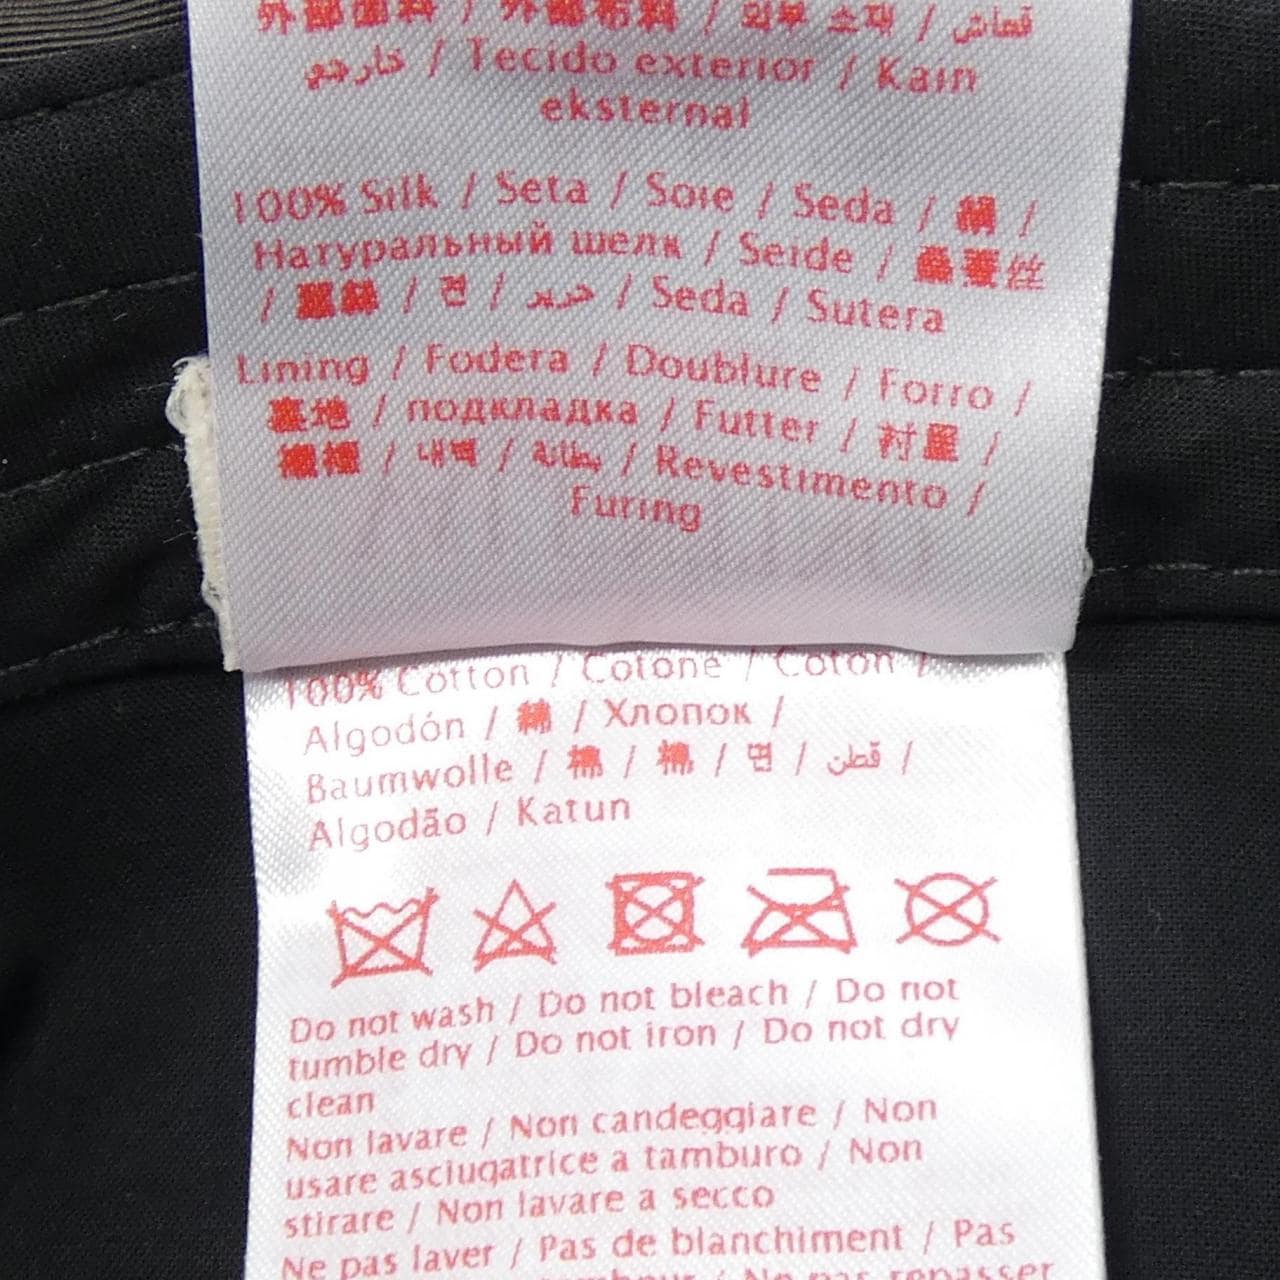 外部面料 / 外部布料 / 외부 소재 / قماش
خارجي / Tecido exterior / Kain
eksternal
100% Silk / Seta / Soie / Seda / 絹 /
Натуральный шелк / Seide / 桑蚕丝
/ 蠶絲 / 견 / حرير / Seda / Sutera
Lining / Fodera / Doublure / Forro /
裏地 / подкладка / Futter / 衬里 /
襯裡 / 내벽 / بطانة / Revestimento /
Furing
100% Cotton / Cotone / Coton /
Algodón / 綿 / Хлопок /
Baumwolle / 棉 / 棉 / 면 / قطن /
Algodão / Katun
Do not wash / Do not bleach / Do not
tumble dry / Do not iron / Do not dry
clean
Non lavare / Non candeggiare / Non
usare asciugatrice a tamburo / Non
stirare / Non lavare a secco
Ne pas laver / Pas de blanchiment / Pas
/ Ne pas repasser